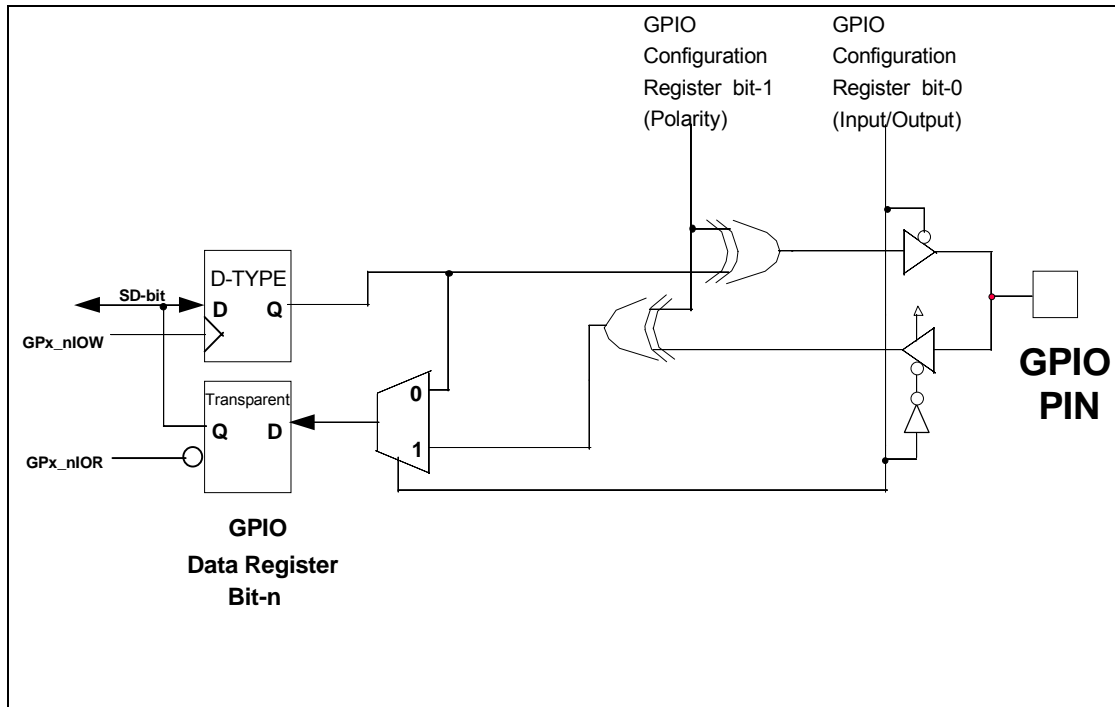 GPIO
Configuration
Register bit-1
(Polarity)
GPIO
Configuration
Register bit-0
(Input/Output)
D-TYPE
SD-bit
D
Q
GPx_nIOW
Transparent
Q
D
0
1
GPx_nIOR
GPIO
PIN
GPIO
Data Register
Bit-n